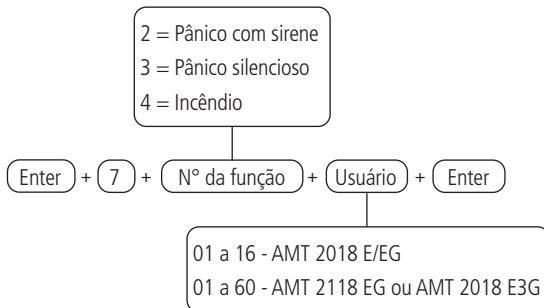 2 = Pânico com sirene
3 = Pânico silencioso
4 = Incêndio
Enter + 7 + N° da função + Usuário + Enter
01 a 16 - AMT 2018 E/EG
01 a 60 - AMT 2118 EG ou AMT 2018 E3G